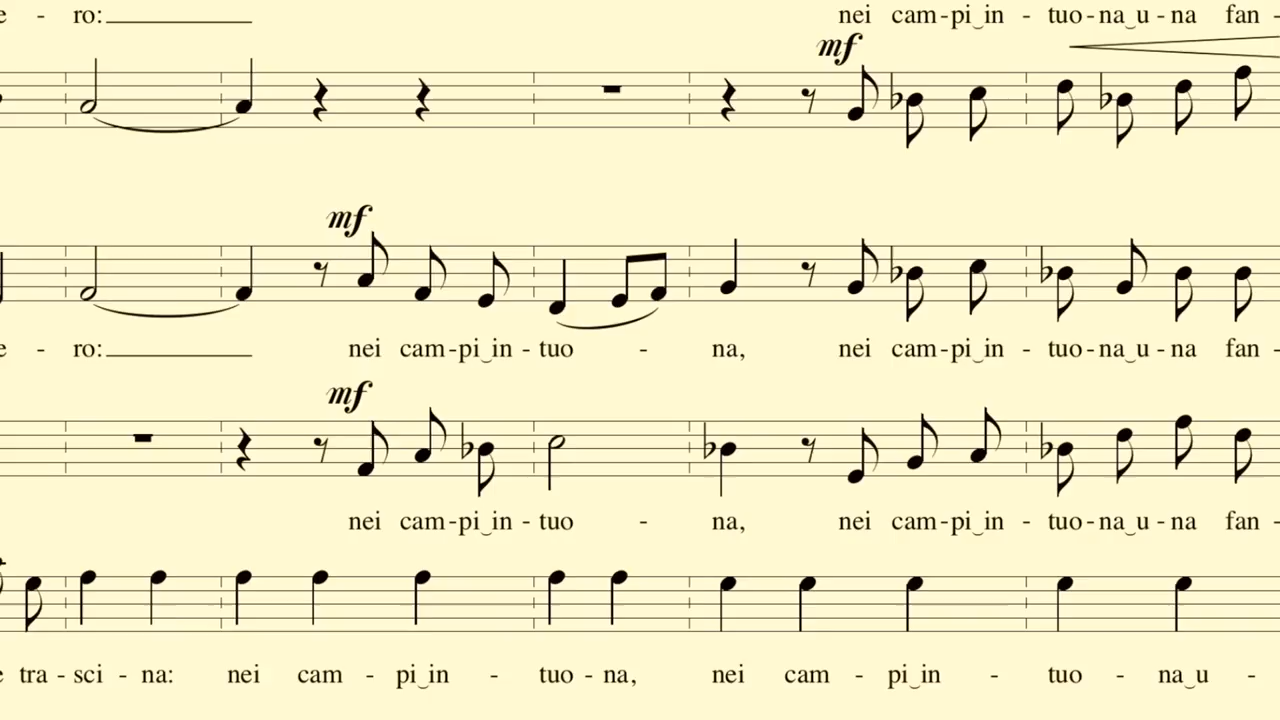 - ro: nei cam-pi‿in - tuo-na‿u-na fan -
mf
mf
- ro: nei cam-pi‿in - tuo - na, nei cam-pi‿in - tuo-na‿u-na fan -
mf
nei cam-pi‿in - tuo - na, nei cam-pi‿in - tuo-na‿u-na fan -
tra-sci - na: nei cam - pi‿in - tuo - na, nei cam - pi‿in - tuo - na‿u -